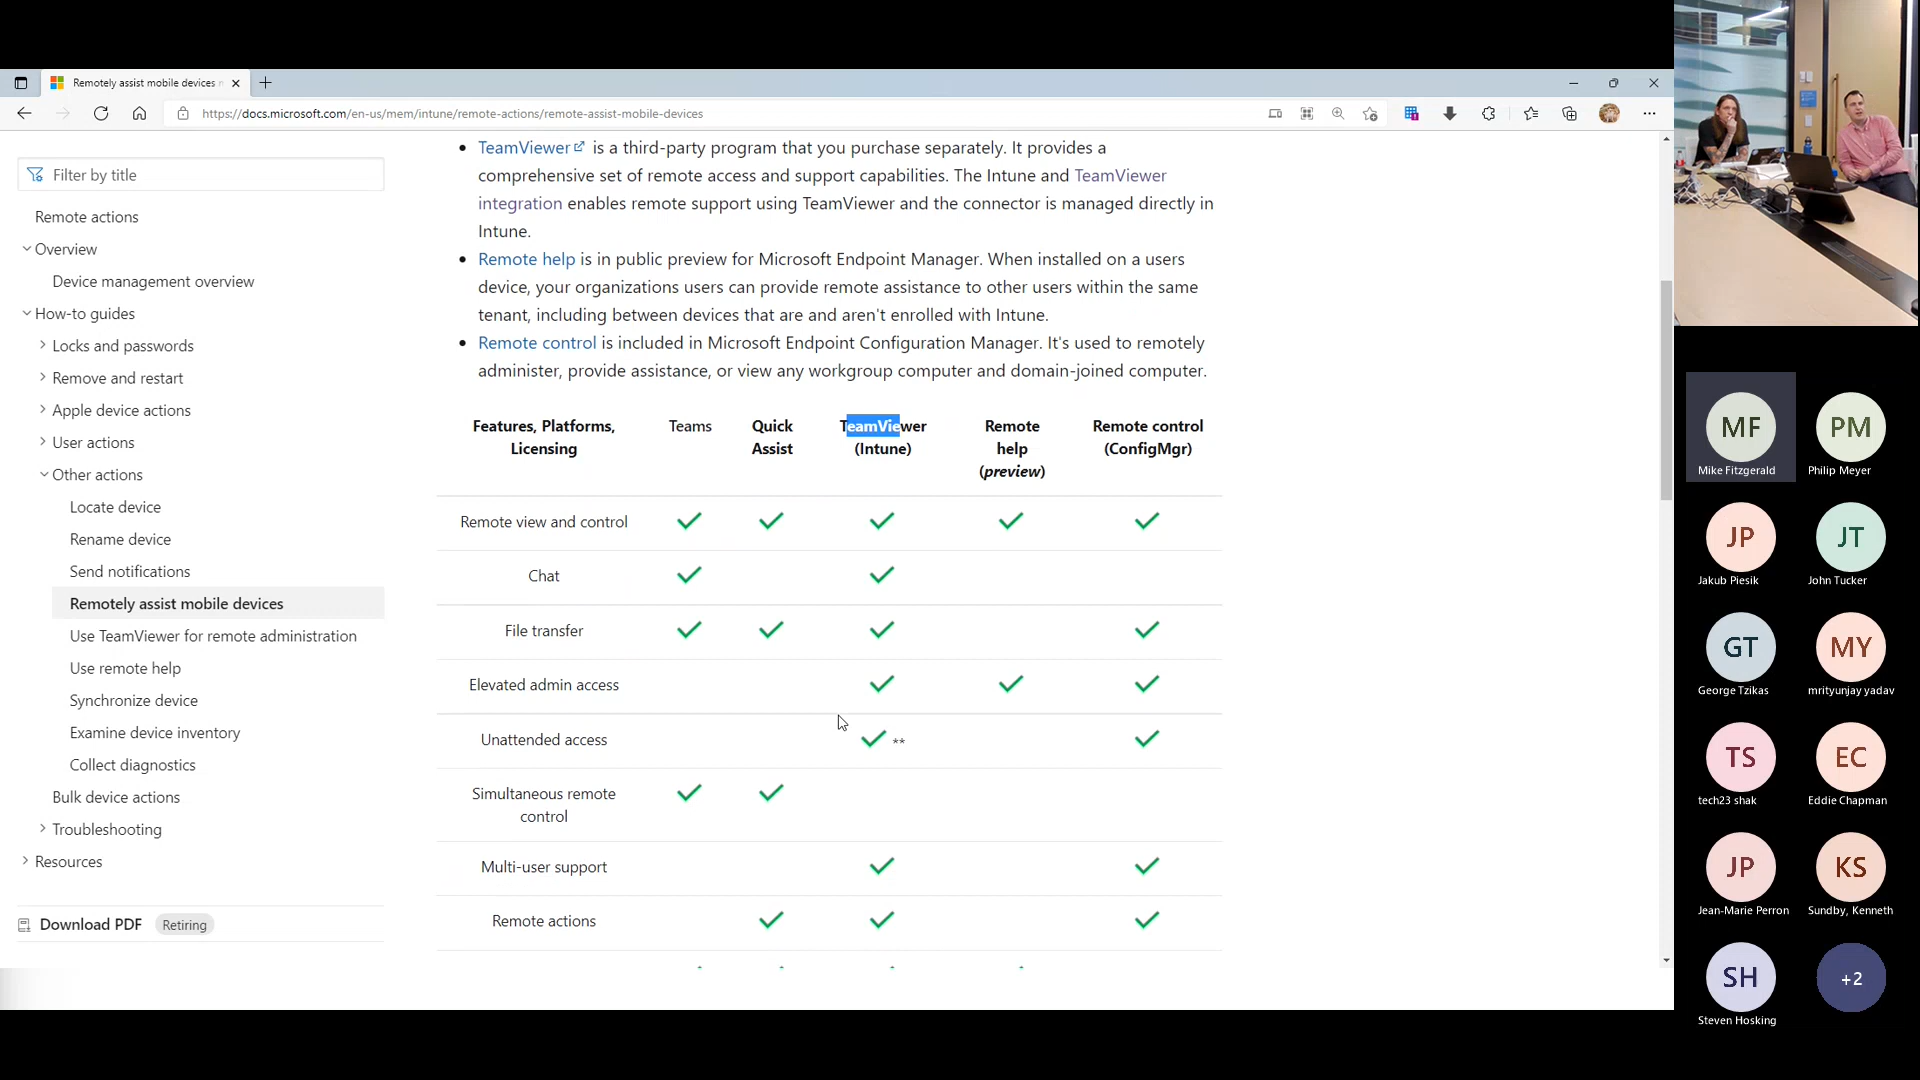 Remotely assist mobile devices
https://docs.microsoft.com/en-us/mem/intune/remote-actions/remote-assist-mobile-devices
Filter by title
Remote actions
Overview
Device management overview
How-to guides
Locks and passwords
Remove and restart
Apple device actions
User actions
Other actions
Locate device
Rename device
Send notifications
Remotely assist mobile devices
Use TeamViewer for remote administration
Use remote help
Synchronize device
Examine device inventory
Collect diagnostics
Bulk device actions
Troubleshooting
Resources
Download PDF Retiring
TeamViewer is a third-party program that you purchase separately. It provides a
comprehensive set of remote access and support capabilities. The Intune and TeamViewer
integration enables remote support using TeamViewer and the connector is managed directly in
Intune.
Remote help is in public preview for Microsoft Endpoint Manager. When installed on a users
device, your organizations users can provide remote assistance to other users within the same
tenant, including between devices that are and aren't enrolled with Intune.
Remote control is included in Microsoft Endpoint Configuration Manager. It's used to remotely
administer, provide assistance, or view any workgroup computer and domain-joined computer.
Features, Platforms, Teams Quick TeamViewer Remote Remote control
Licensing Assist (Intune) help (ConfigMgr)
(preview)
Remote view and control
Chat
File transfer
Elevated admin access
Unattended access **
Simultaneous remote
control
Multi-user support
Remote actions
MF PM
Mike Fitzgerald Philip Meyer
JP JT
Jakub Piesik John Tucker
GT MY
George Tzikas mrityunjay yadav
TS EC
tech23 shak Eddie Chapman
JP KS
Jean-Marie Perron Sundby, Kenneth
SH +2
Steven Hosking